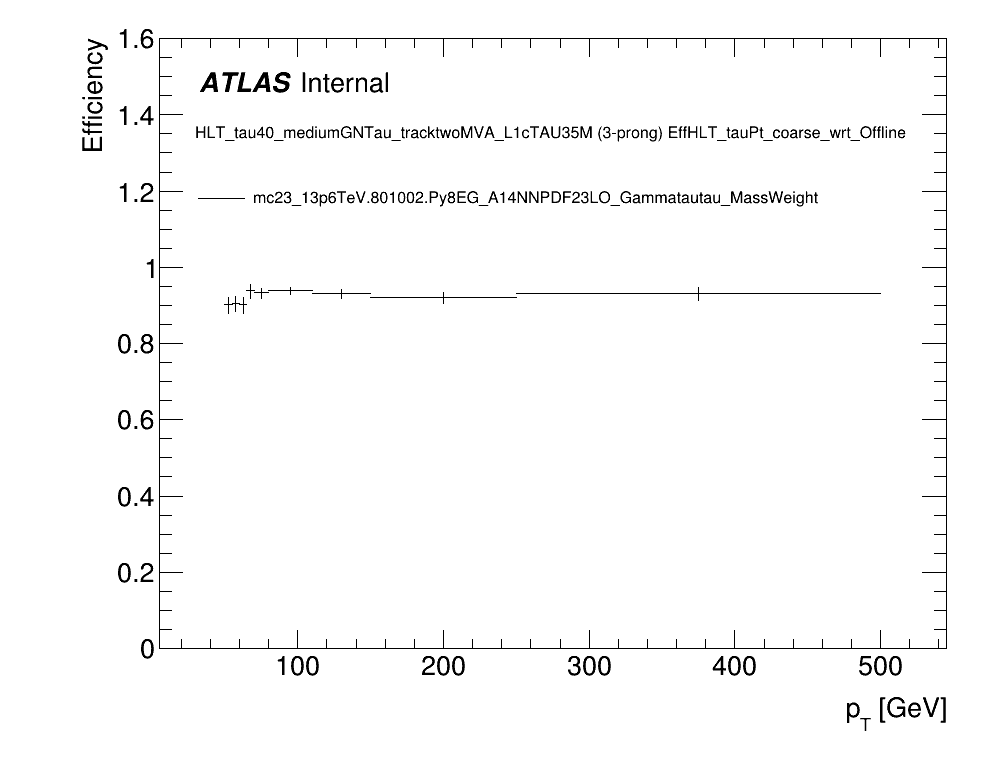 1.6
Efficiency
ATLAS Internal
1.4
HLT_tau40_mediumGNTau_tracktwoMVA_L1cTAU35M (3-prong) EffHLT_tauPt_coarse_wrt_Offline
1.2
mc23_13p6TeV.801002.Py8EG_A14NNPDF23LO_Gammatautau_MassWeight
1
0.8
0.6
0.4
0.2
0
100 200 300 400 500
p_T [GeV]